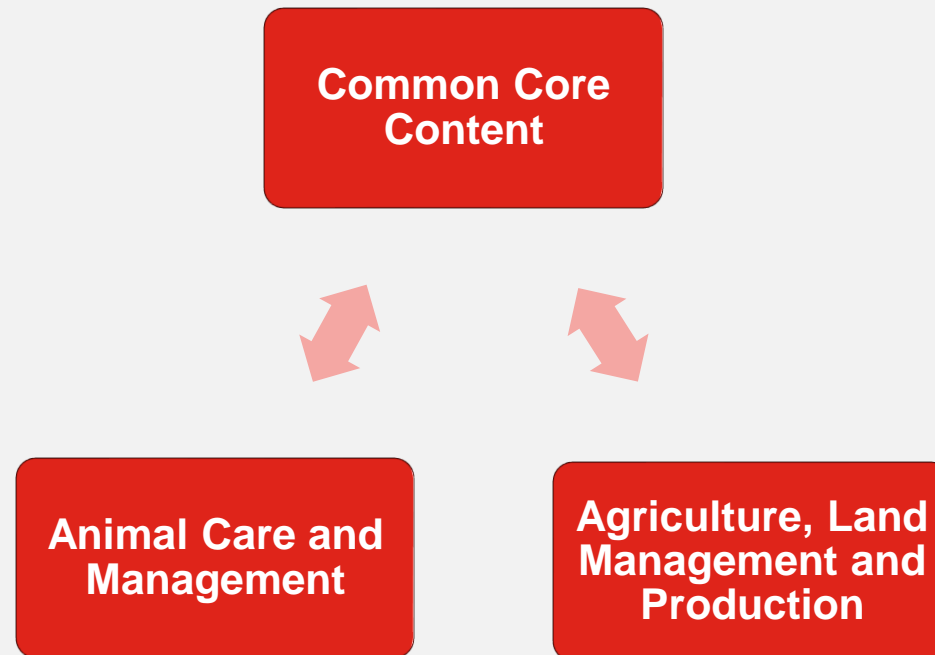 Common Core
Content
Animal Care and
Management
Agriculture, Land
Management and
Production